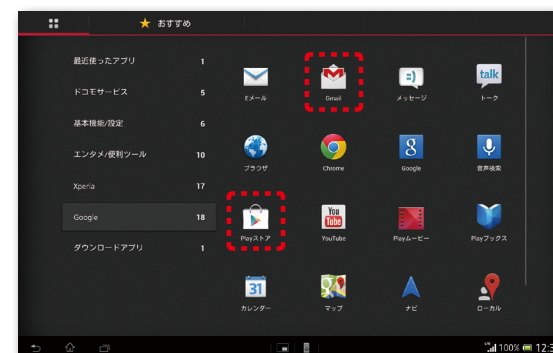 おすすめ
最近使ったアプリ 1
ドコモサービス 5
基本機能/設定 6
エンタメ/便利ツール 10
Xperia 17
Google 18
ダウンロードアプリ 1
Eメール
Gmail
メッセージ
talk
トーク
ブラウザ
Chrome
8
Google
音声検索
Playストア
You
Tube
YouTube
Playムービー
Playブックス
31
カレンダー
マップ
ナビ
ローカル
100%